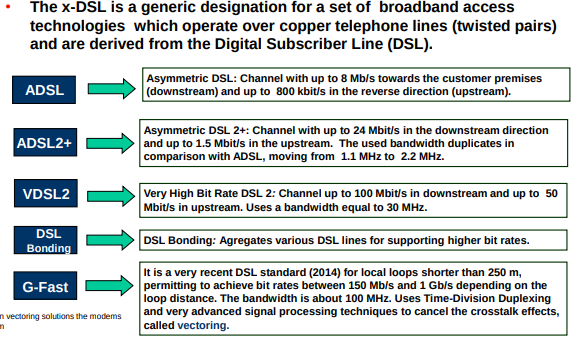 • The x-DSL is a generic designation for a set of broadband access
technologies which operate over copper telephone lines (twisted pairs)
and are derived from the Digital Subscriber Line (DSL).
ADSL
Asymmetric DSL: Channel with up to 8 Mb/s towards the customer premises
(downstream) and up to 800 kbit/s in the reverse direction (upstream).
ADSL2+
Asymmetric DSL 2+: Channel with up to 24 Mbit/s in the downstream direction
and up to 1.5 Mbit/s in the upstream. The used bandwidth duplicates in
comparison with ADSL, moving from 1.1 MHz to 2.2 MHz.
VDSL2
Very High Bit Rate DSL 2: Channel up to 100 Mbit/s in downstream and up to 50
Mbit/s in upstream. Uses a bandwidth equal to 30 MHz.
DSL
Bonding
DSL Bonding: Agregates various DSL lines for supporting higher bit rates.
G-Fast
It is a very recent DSL standard (2014) for local loops shorter than 250 m,
permitting to achieve bit rates between 150 Mb/s and 1 Gb/s depending on the
loop distance. The bandwidth is about 100 MHz. Uses Time-Division Duplexing
and very advanced signal processing techniques to cancel the crosstalk effects,
called vectoring.
n vectoring solutions the modems